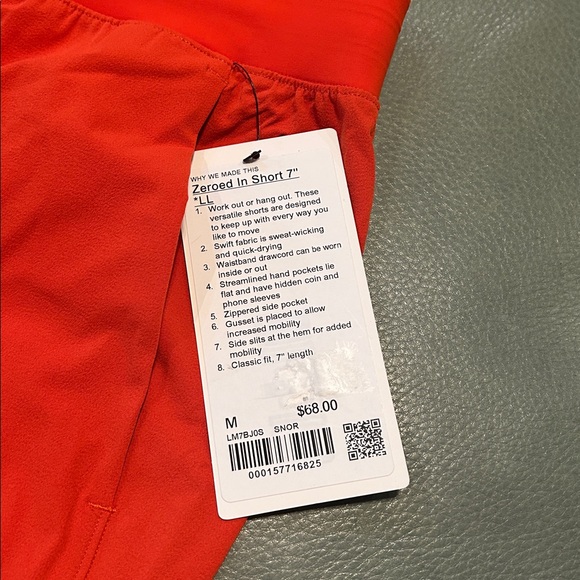 WHY WE MADE THIS
Zeroed In Short 7"
*LL
1. Work out or hang out. These
versatile shorts are designed
to keep up with every way you
like to move
2. Swift fabric is sweat-wicking
and quick-drying
3. Waistband drawcord can be worn
inside or out
4. Streamlined hand pockets lie
flat and have hidden coin and
phone sleeves
5. Zippered side pocket
6. Gusset is placed to allow
increased mobility
7. Side slits at the hem for added
mobility
8. Classic fit, 7" length
M $68.00
LM7BJ0S SNOR
000157716825